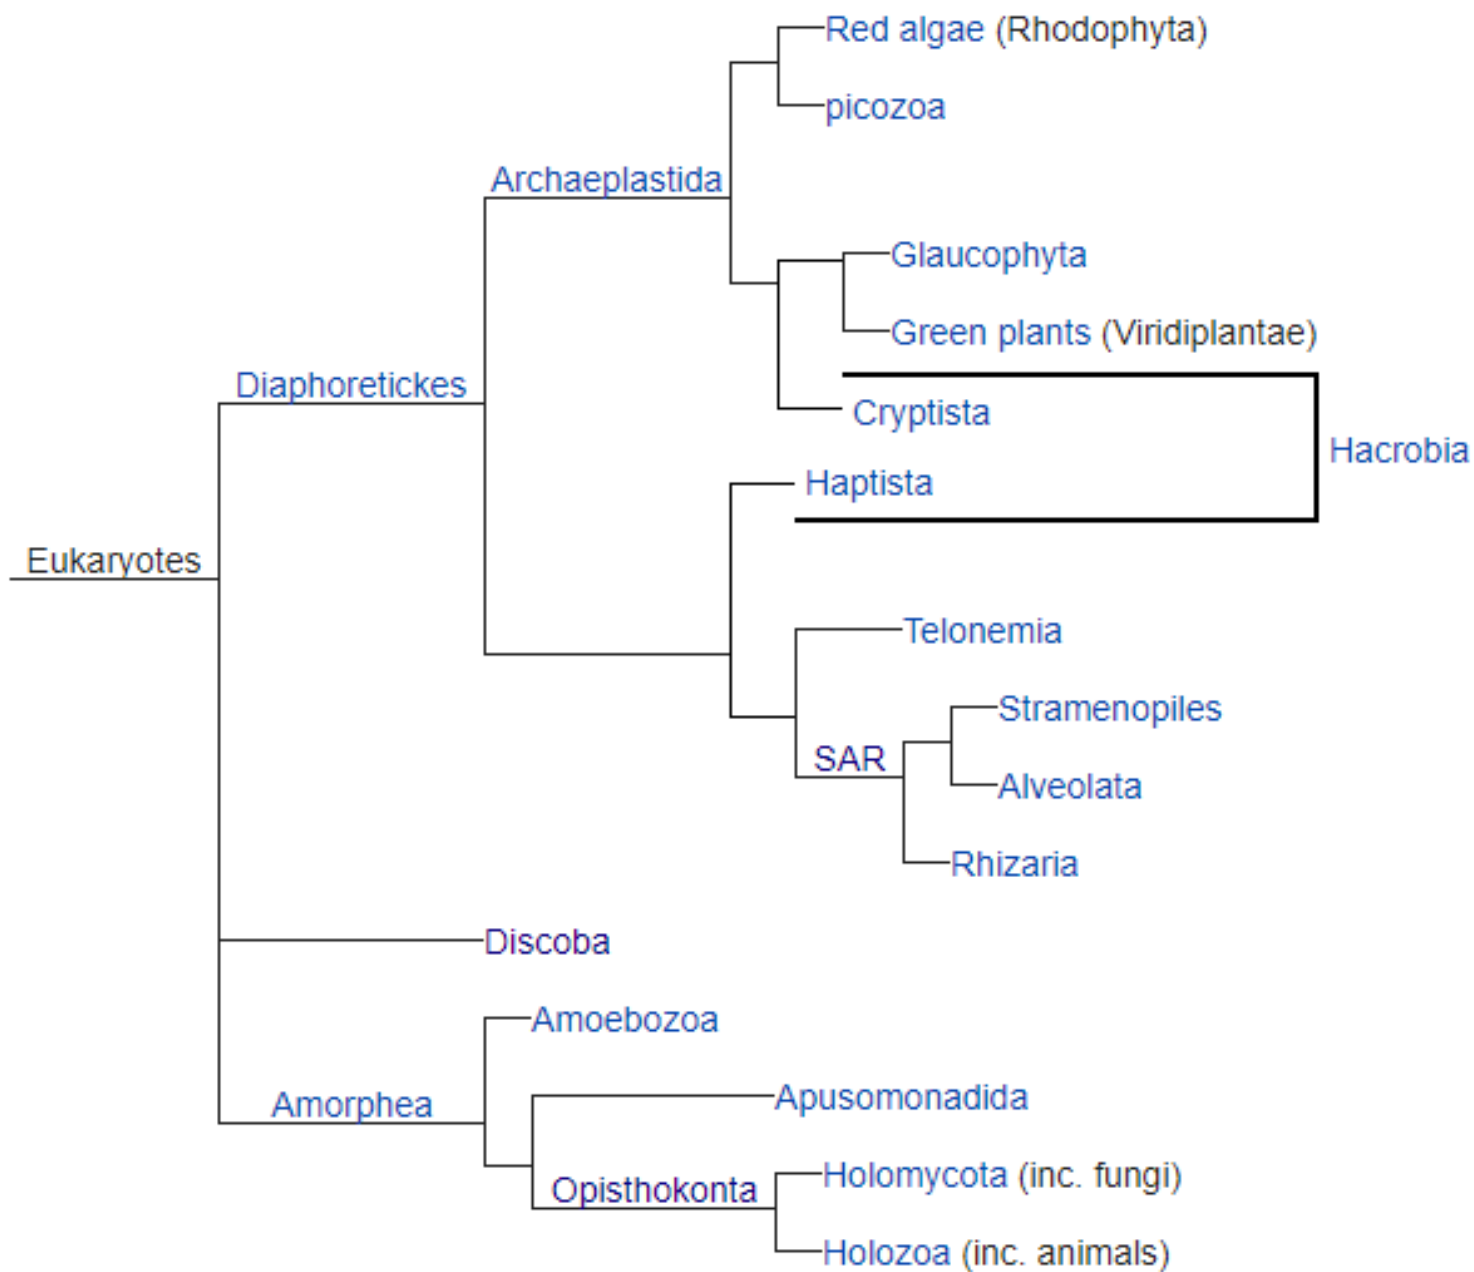 Red algae (Rhodophyta)
picozoa
Archaeplastida
Glaucophyta
Green plants (Viridiplantae)
Diaphoretickes
Cryptista
Hacrobia
Haptista
Eukaryotes
Telonemia
Stramenopiles
SAR
Alveolata
Rhizaria
Discoba
Amoebozoa
Amorphea
Apusomonadida
Holomycota (inc. fungi)
Opisthokonta
Holozoa (inc. animals)